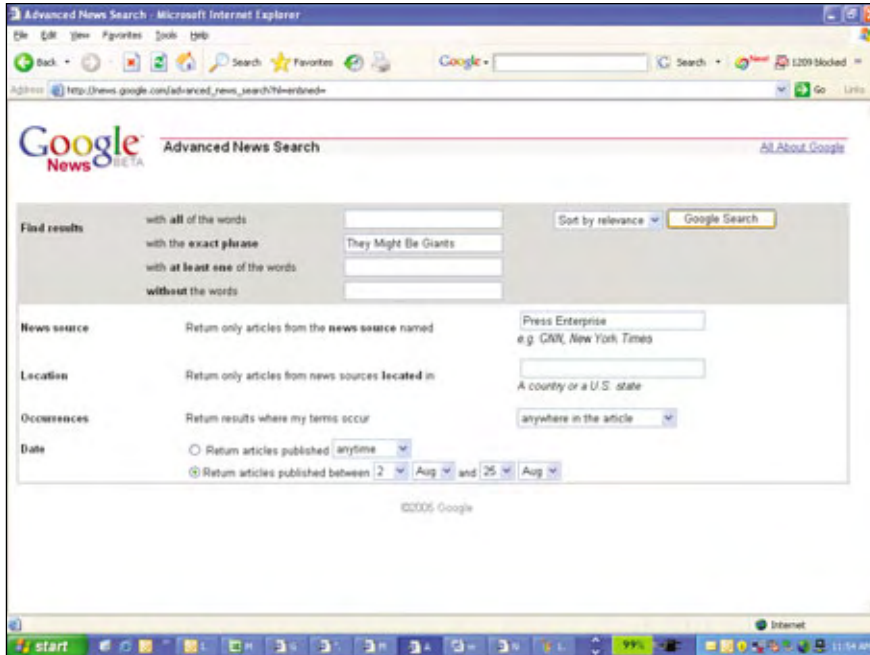 Advanced News Search - Microsoft Internet Explorer
File Edit View Favorites Tools Help
Back Search Favorites Google Search New! 1209 blocked
Address http://news.google.com/advanced_news_search?hl=en&ned= Go Links
Google News BETA Advanced News Search All About Google
Find results with all of the words Sort by relevance Google Search
with the exact phrase They Might Be Giants
with at least one of the words
without the words
News source Return only articles from the news source named Press Enterprise
e.g. CNN, New York Times
Location Return only articles from news sources located in
A country or a U.S. state
Occurrences Return results where my terms occur anywhere in the article
Date Return articles published anytime
Return articles published between 2 Aug and 25 Aug
©2005 Google
Internet
start 99% 11:54 AM